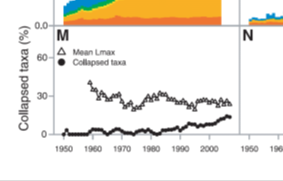 0.0
M
N
Mean Lmax
Collapsed taxa
Collapsed taxa (%)
60
30
0
1950 1960 1970 1980 1990 2000
1950 196